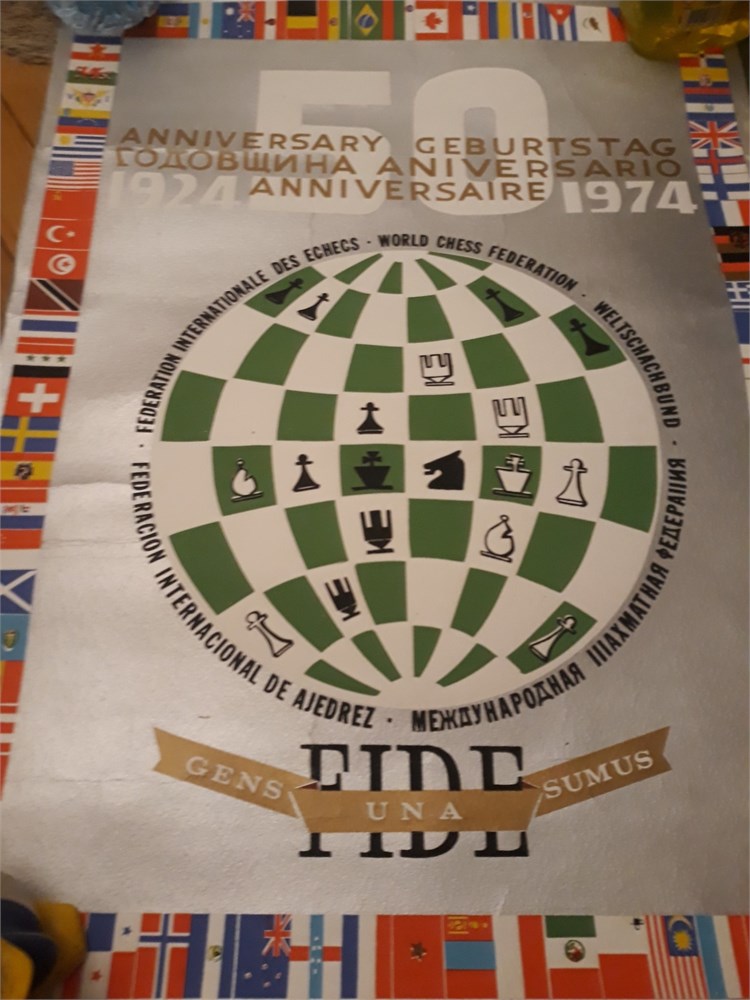 50
ANNIVERSARY GEBURTSTAG
ГОДОВЩИНА ANIVERSARIO
1924 ANNIVERSAIRE 1974
FEDERATION INTERNATIONALE DES ECHECS · WORLD CHESS FEDERATION · WELTSCHACHBUND ·
FEDERACION INTERNACIONAL DE AJEDREZ · МЕЖДУНАРОДНАЯ ШАХМАТНАЯ ФЕДЕРАЦИЯ ·
FIDE
GENS UNA SUMUS